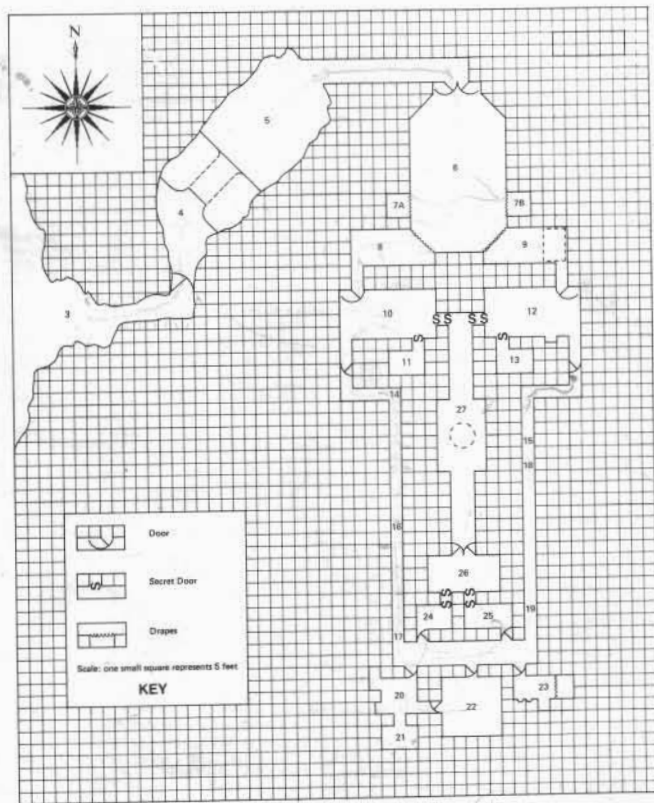 N
5
6
4
7A
7B
8
9
3
10
S S
S S
12
S
S
11
13
14
27
15
18
16
Door
S
Secret Door
26
S
S
S
S
24
25
19
Drapes
17
Scale: one small square represents 5 feet
KEY
20
23
22
21